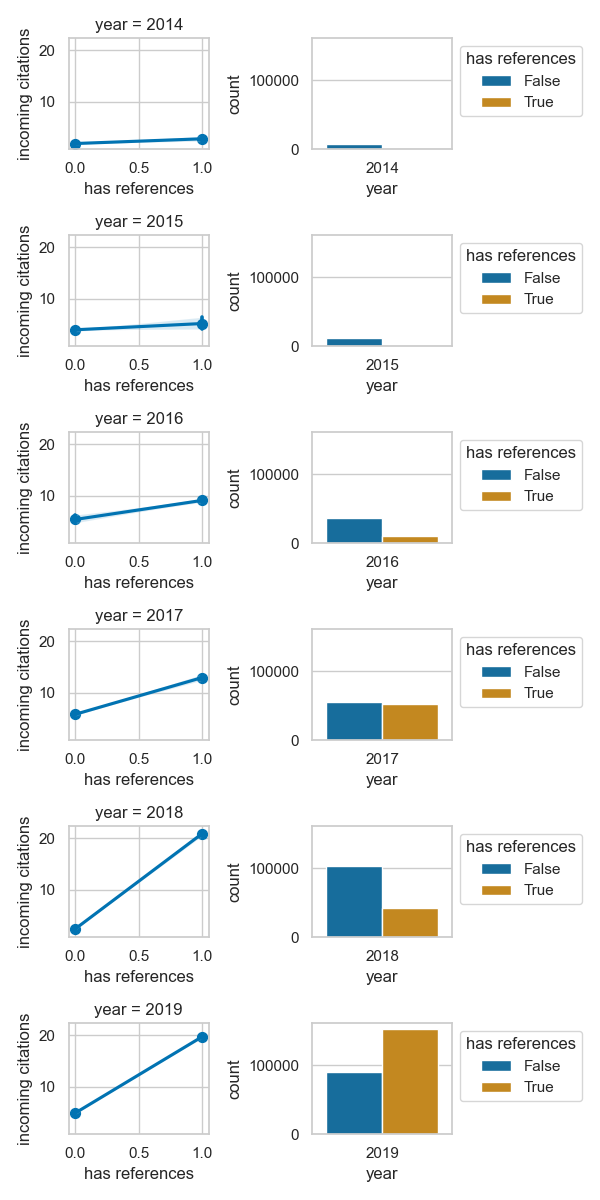 year = 2014
incoming citations
20
10
0.0 0.5 1.0
has references
count
100000
0
2014
year
has references
False
True
year = 2015
incoming citations
20
10
0.0 0.5 1.0
has references
count
100000
0
2015
year
has references
False
True
year = 2016
incoming citations
20
10
0.0 0.5 1.0
has references
count
100000
0
2016
year
has references
False
True
year = 2017
incoming citations
20
10
0.0 0.5 1.0
has references
count
100000
0
2017
year
has references
False
True
year = 2018
incoming citations
20
10
0.0 0.5 1.0
has references
count
100000
0
2018
year
has references
False
True
year = 2019
incoming citations
20
10
0.0 0.5 1.0
has references
count
100000
0
2019
year
has references
False
True